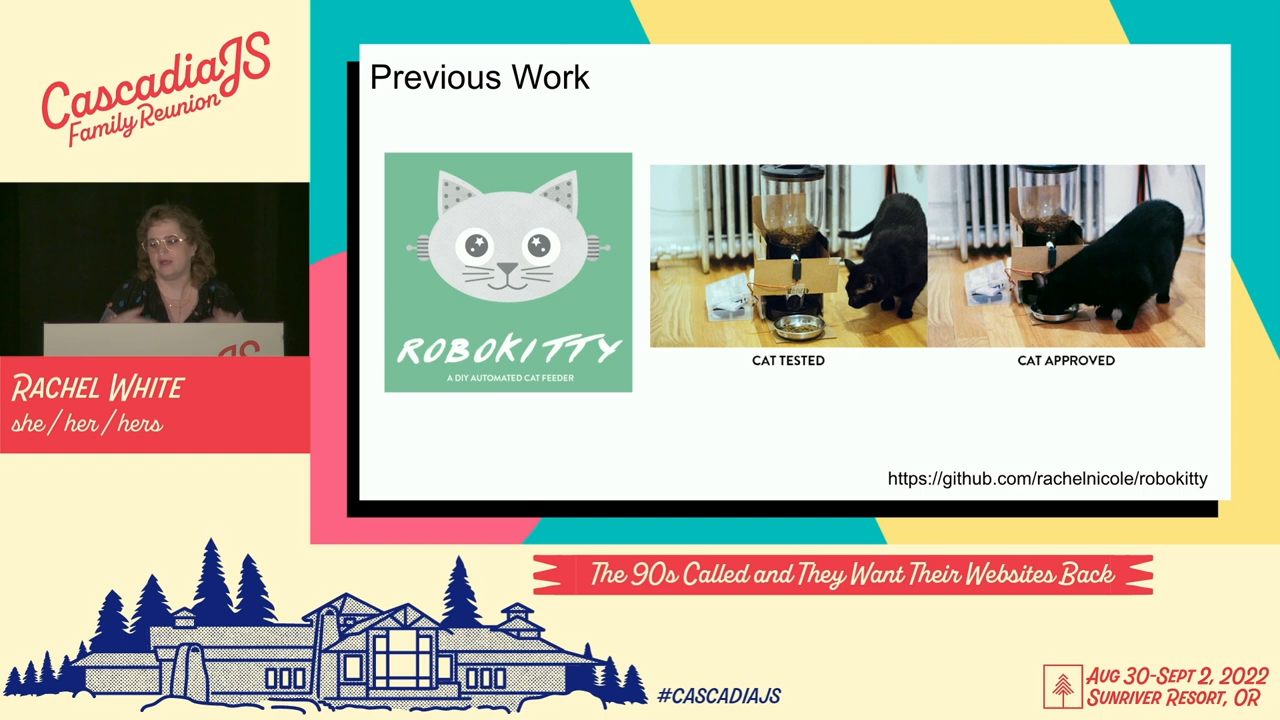 CascadiaJS
Family Reunion
Rachel White
she / her / hers
Previous Work
ROBOKITTY
A DIY AUTOMATED CAT FEEDER
CAT TESTED
CAT APPROVED
https://github.com/rachelnicole/robokitty
The 90s Called and They Want Their Websites Back
#CASCADIAJS
Aug 30-Sept 2, 2022
Sunriver Resort, OR
JS